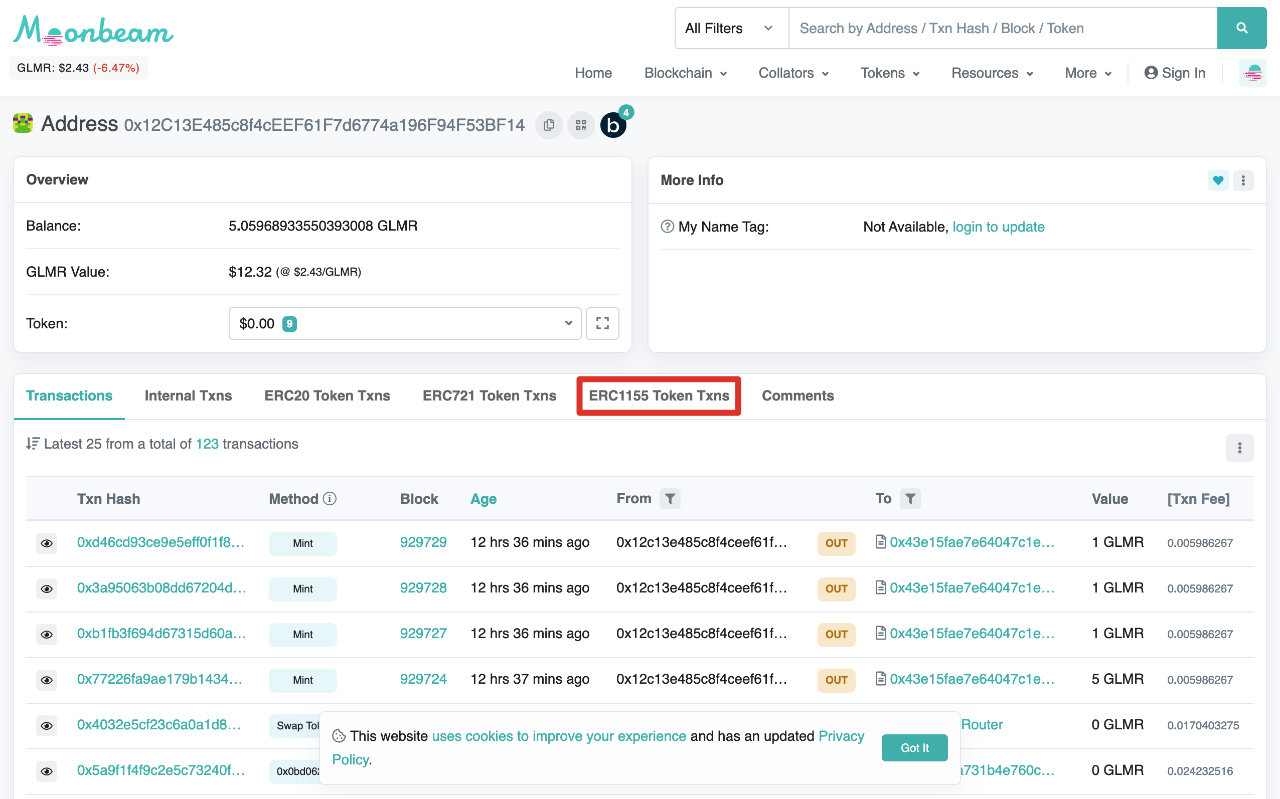 Moonbeam
All Filters
Search by Address / Txn Hash / Block / Token
GLMR: $2.43 (-6.47%)
Home Blockchain Collators Tokens Resources More Sign In
Address 0x12C13E485c8f4cEEF61F7d6774a196F94F53BF14 b 4
Overview
Balance: 5.05968933550393008 GLMR
GLMR Value: $12.32 (@ $2.43/GLMR)
Token: $0.00 9
More Info
My Name Tag: Not Available, login to update
Transactions Internal Txns ERC20 Token Txns ERC721 Token Txns ERC1155 Token Txns Comments
Latest 25 from a total of 123 transactions
Txn Hash Method Block Age From To Value [Txn Fee]
0xd46cd93ce9e5eff0f1f8... Mint 929729 12 hrs 36 mins ago 0x12c13e485c8f4ceef61f... OUT 0x43e15fae7e64047c1e... 1 GLMR 0.005986267
0x3a95063b08dd67204d... Mint 929728 12 hrs 36 mins ago 0x12c13e485c8f4ceef61f... OUT 0x43e15fae7e64047c1e... 1 GLMR 0.005986267
0xb1fb3f694d67315d60a... Mint 929727 12 hrs 36 mins ago 0x12c13e485c8f4ceef61f... OUT 0x43e15fae7e64047c1e... 1 GLMR 0.005986267
0x77226fa9ae179b1434... Mint 929724 12 hrs 37 mins ago 0x12c13e485c8f4ceef61f... OUT 0x43e15fae7e64047c1e... 5 GLMR 0.005986267
0x4032e5cf23c6a0a1d8... Swap Router 0 GLMR 0.0170403275
0x5a9f1f4f9c2e5c73240f... 0x0bd06 a731b4e760c... 0 GLMR 0.024232516
This website uses cookies to improve your experience and has an updated Privacy
Policy.
Got It